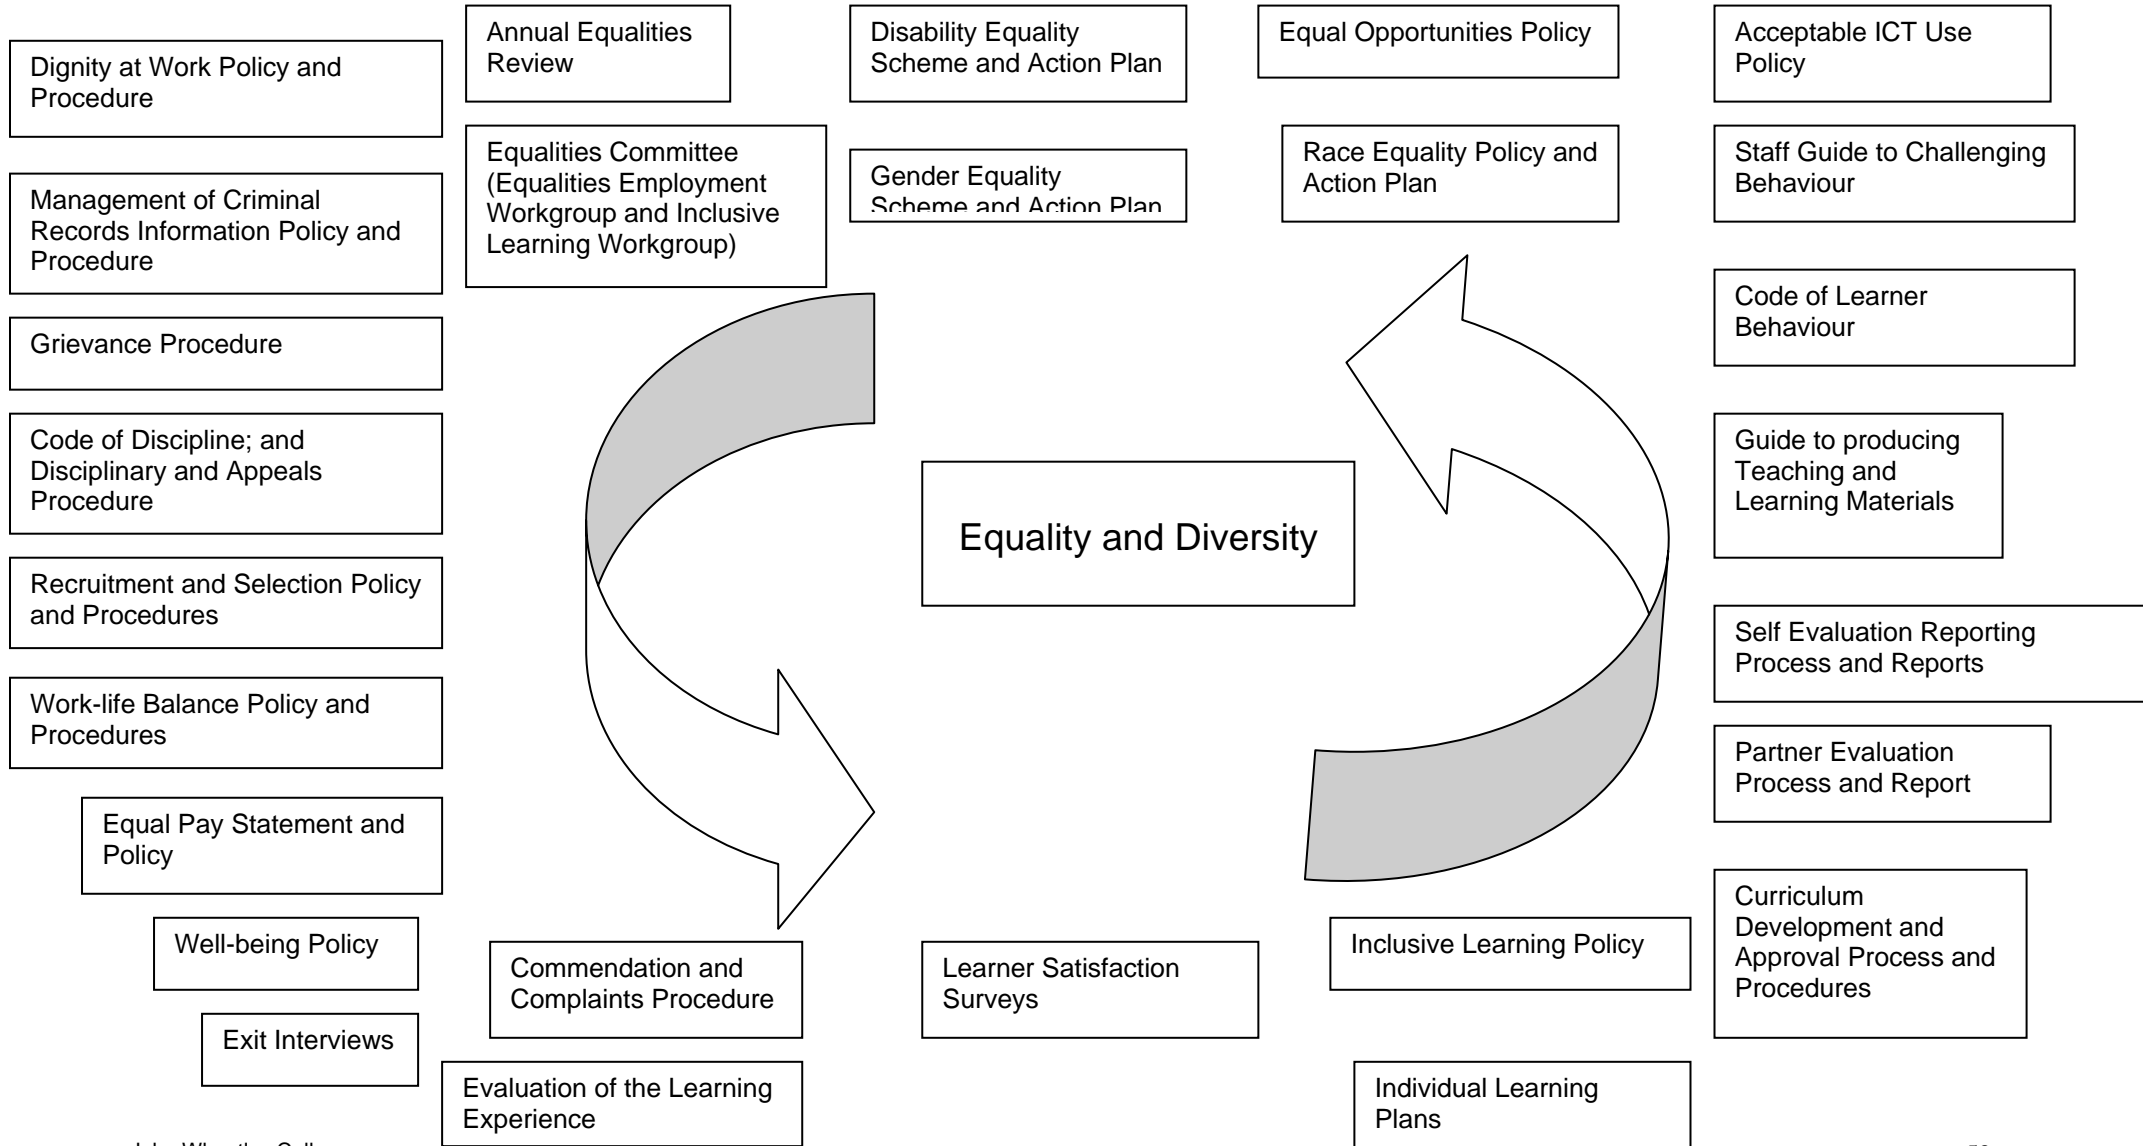 Dignity at Work Policy and
Procedure
Annual Equalities
Review
Disability Equality
Scheme and Action Plan
Equal Opportunities Policy
Acceptable ICT Use
Policy
Equalities Committee
(Equalities Employment
Workgroup and Inclusive
Learning Workgroup)
Gender Equality
Scheme and Action Plan
Race Equality Policy and
Action Plan
Staff Guide to Challenging
Behaviour
Management of Criminal
Records Information Policy and
Procedure
Code of Learner
Behaviour
Grievance Procedure
Code of Discipline; and
Disciplinary and Appeals
Procedure
Guide to producing
Teaching and
Learning Materials
Equality and Diversity
Recruitment and Selection Policy
and Procedures
Self Evaluation Reporting
Process and Reports
Work-life Balance Policy and
Procedures
Partner Evaluation
Process and Report
Equal Pay Statement and
Policy
Curriculum
Development and
Approval Process and
Procedures
Well-being Policy
Commendation and
Complaints Procedure
Learner Satisfaction
Surveys
Inclusive Learning Policy
Exit Interviews
Evaluation of the Learning
Experience
Individual Learning
Plans